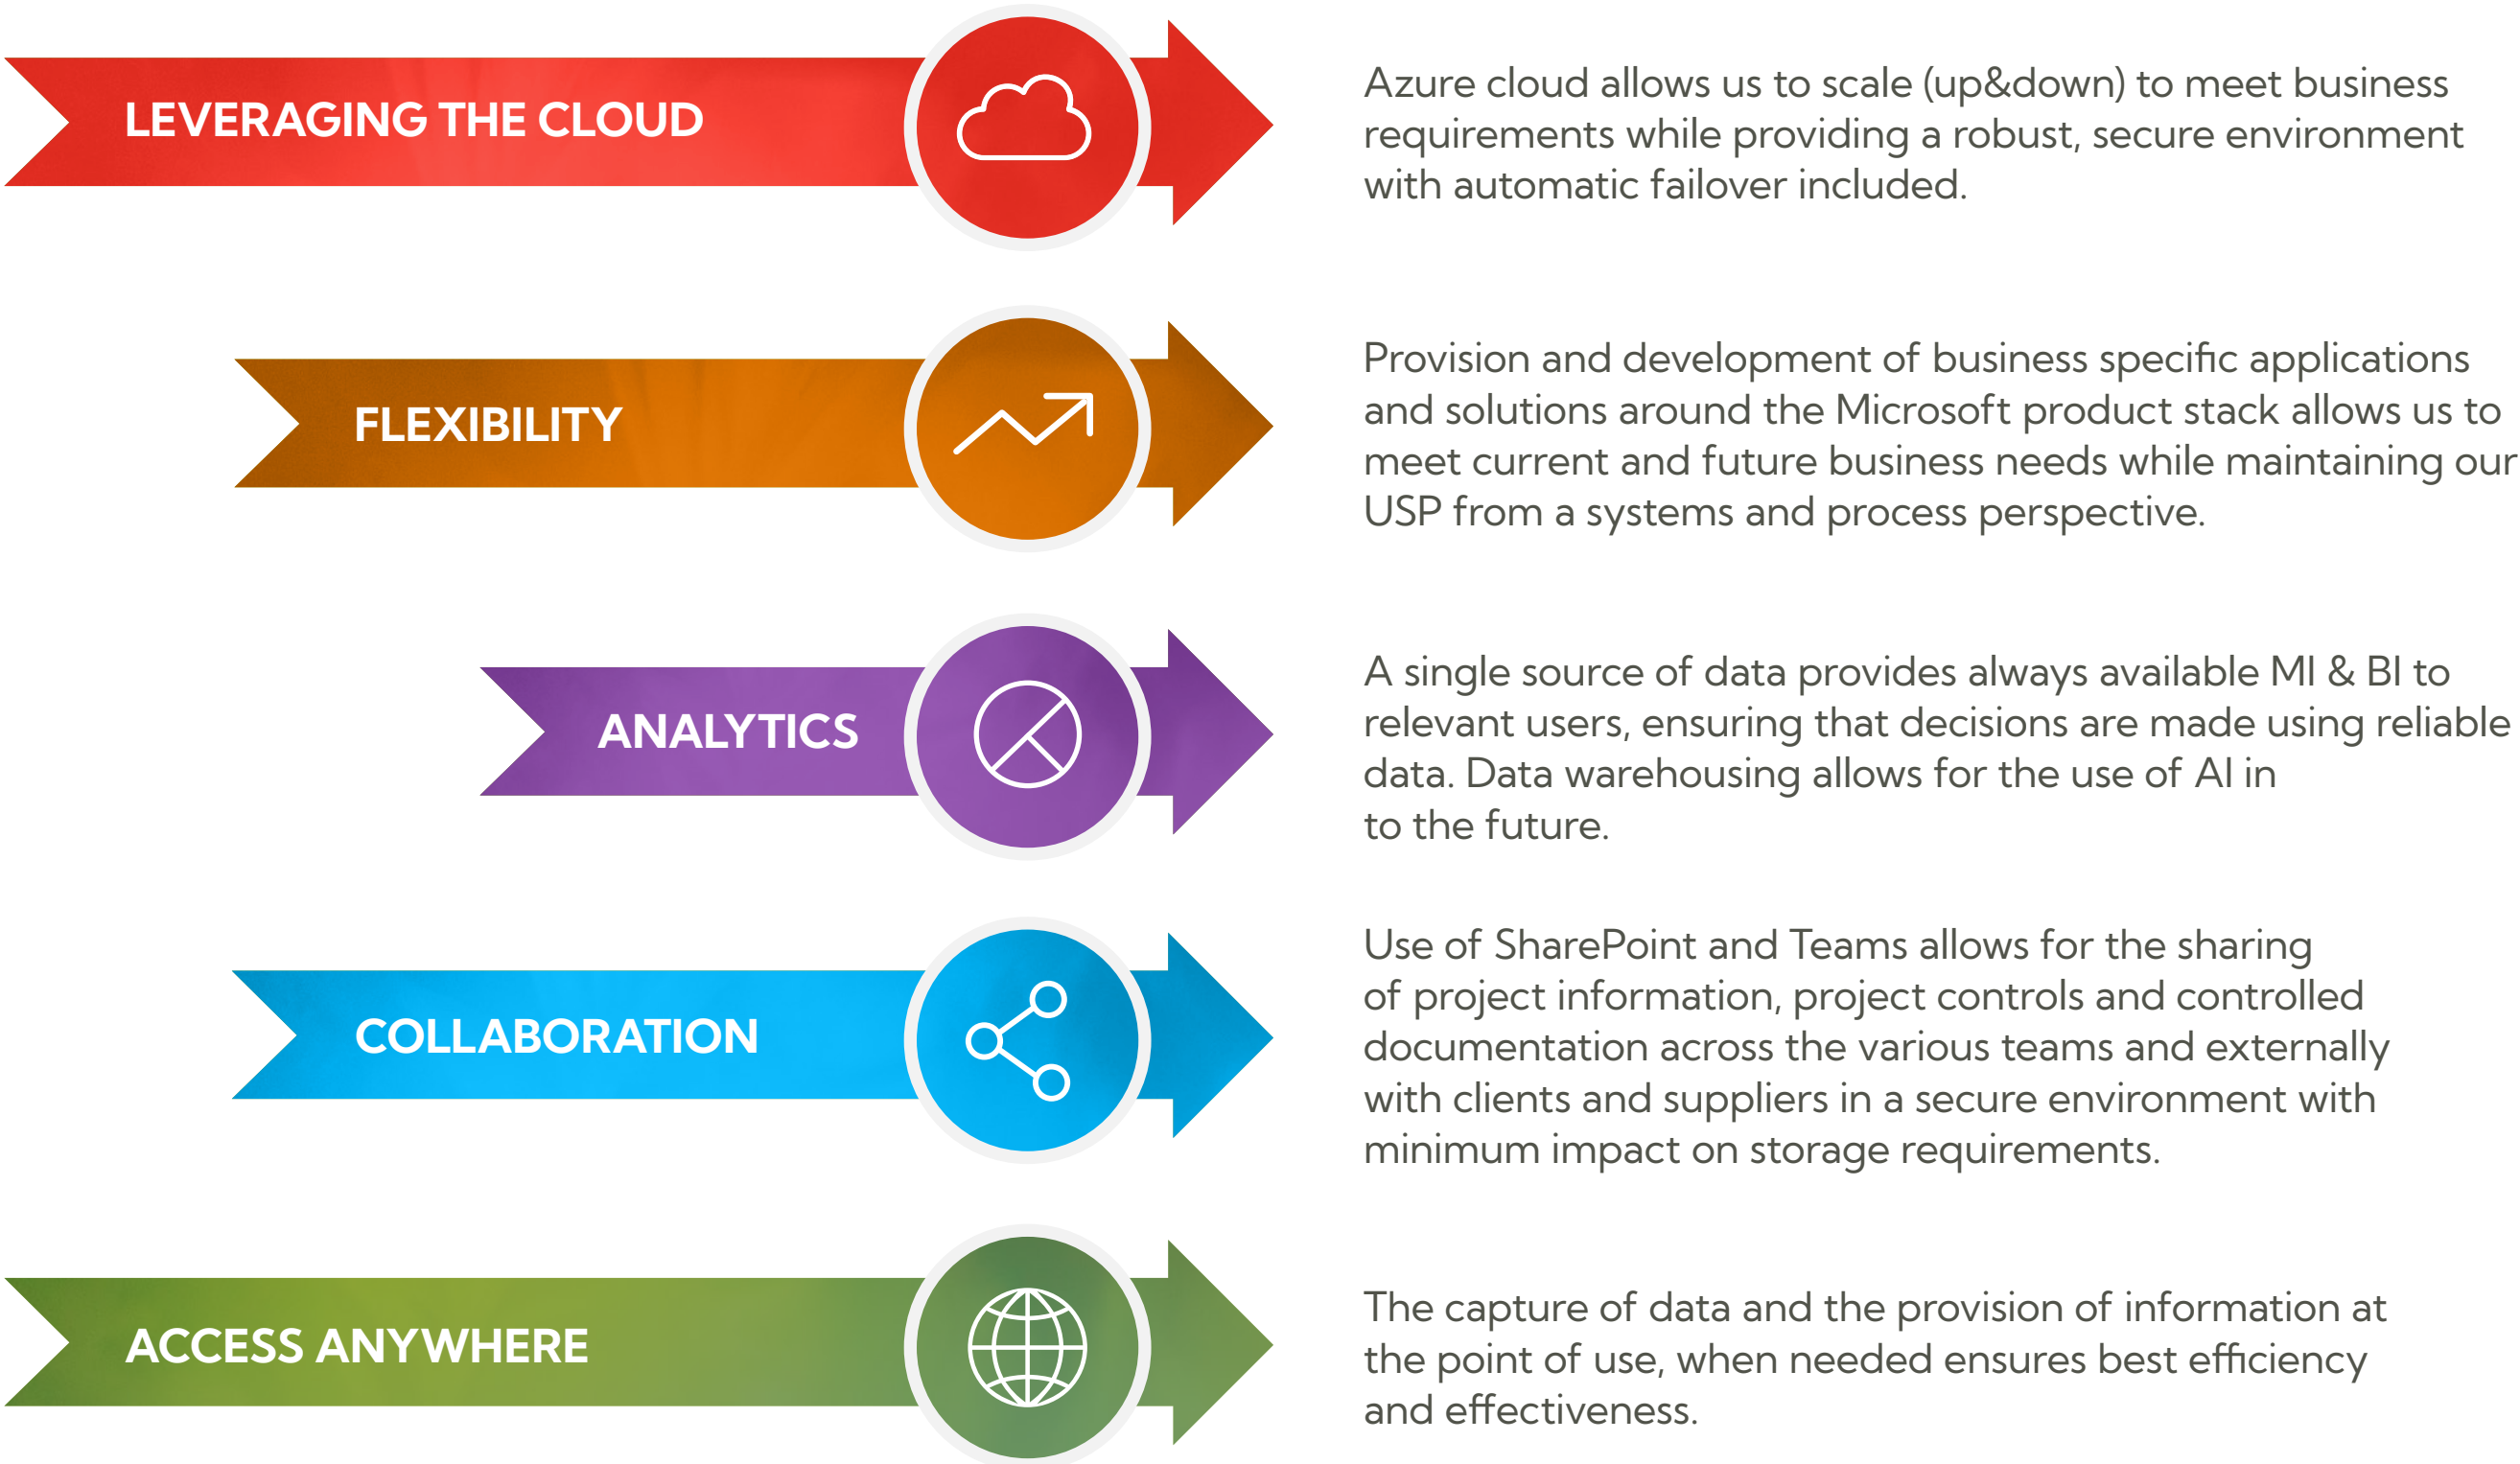 LEVERAGING THE CLOUD
Azure cloud allows us to scale (up&down) to meet business
requirements while providing a robust, secure environment
with automatic failover included.
FLEXIBILITY
Provision and development of business specific applications
and solutions around the Microsoft product stack allows us to
meet current and future business needs while maintaining our
USP from a systems and process perspective.
ANALYTICS
A single source of data provides always available MI & BI to
relevant users, ensuring that decisions are made using reliable
data. Data warehousing allows for the use of AI in
to the future.
COLLABORATION
Use of SharePoint and Teams allows for the sharing
of project information, project controls and controlled
documentation across the various teams and externally
with clients and suppliers in a secure environment with
minimum impact on storage requirements.
ACCESS ANYWHERE
The capture of data and the provision of information at
the point of use, when needed ensures best efficiency
and effectiveness.